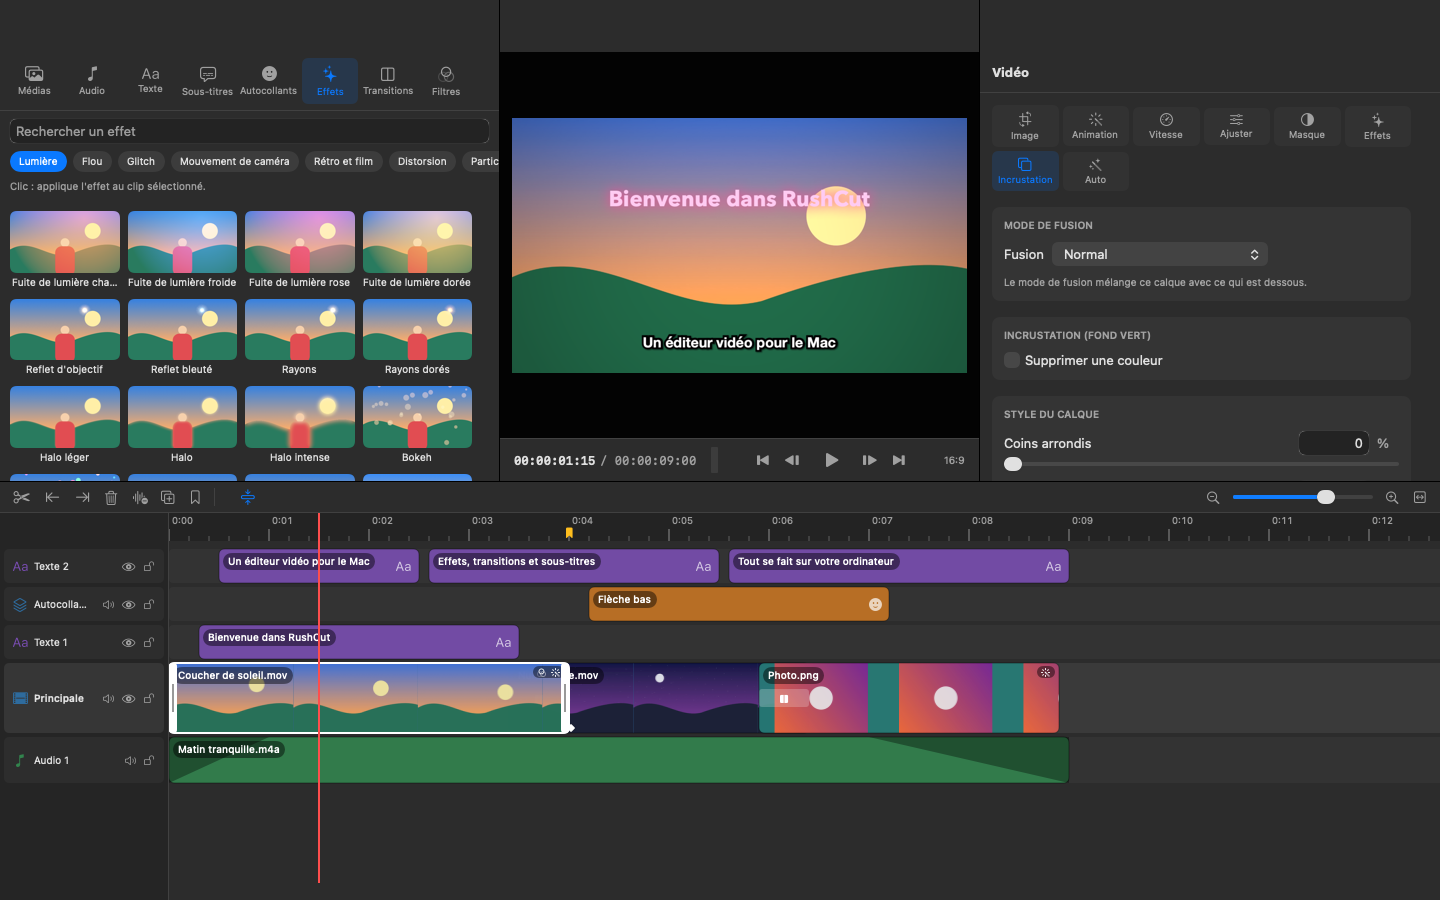 Médias
Audio
Aa
Texte
Sous-titres
Autocollants
Effets
Transitions
Filtres
Rechercher un effet
Lumière
Flou
Glitch
Mouvement de caméra
Rétro et film
Distorsion
Partic
Clic : applique l'effet au clip sélectionné.
Fuite de lumière cha...
Fuite de lumière froide
Fuite de lumière rose
Fuite de lumière dorée
Reflet d'objectif
Reflet bleuté
Rayons
Rayons dorés
Halo léger
Halo
Halo intense
Bokeh
Bienvenue dans RushCut
Un éditeur vidéo pour le Mac
00:00:01:15 / 00:00:09:00
16:9
Vidéo
Image
Animation
Vitesse
Ajuster
Masque
Effets
Incrustation
Auto
MODE DE FUSION
Fusion
Normal
Le mode de fusion mélange ce calque avec ce qui est dessous.
INCRUSTATION (FOND VERT)
Supprimer une couleur
STYLE DU CALQUE
Coins arrondis
0 %
0:00
0:01
0:02
0:03
0:04
0:05
0:06
0:07
0:08
0:09
0:10
0:11
0:12
Aa Texte 2
Un éditeur vidéo pour le Mac Aa
Effets, transitions et sous-titres Aa
Tout se fait sur votre ordinateur Aa
Autocolla...
Flèche bas
Aa Texte 1
Bienvenue dans RushCut Aa
Principale
Coucher de soleil.mov
e.mov
Photo.png
Audio 1
Matin tranquille.m4a